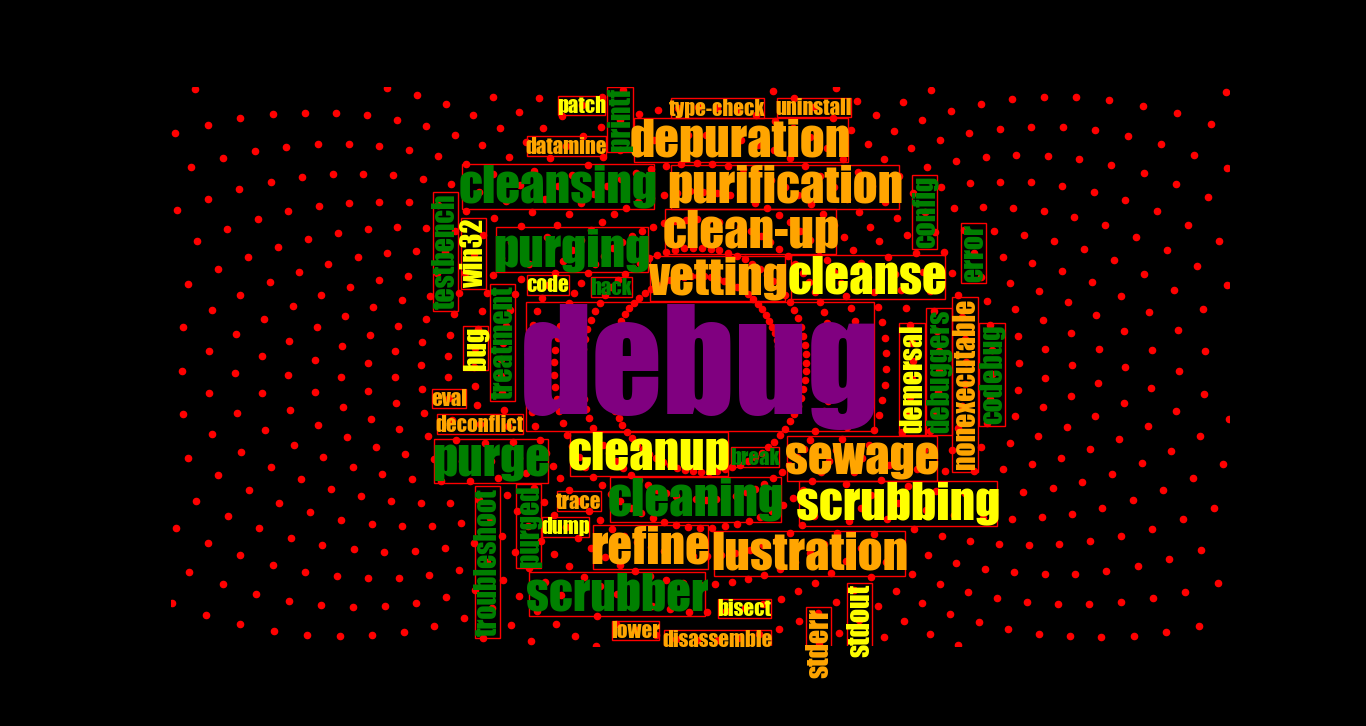 patch
printf
type-check
uninstall
datamine
depuration
cleansing
purification
config
testbench
win32
clean-up
error
purging
vetting
cleanse
code
hack
treatment
bug
debug
demersal
debuggers
nonexecutable
codebug
eval
deconflict
purge
cleanup
break
sewage
troubleshoot
purged
trace
cleaning
scrubbing
dump
refine
lustration
scrubber
bisect
stderr
stdout
lower
disassemble